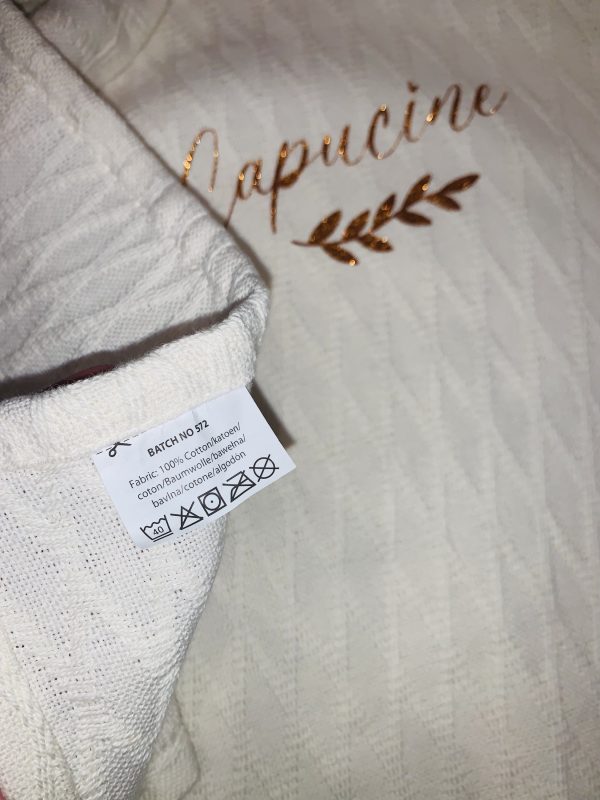 Capucine
BATCH NO 572
Fabric: 100% Cotton/katoen/
coton/Baumwolle/bawełna/
bavlna/cotone/algodón
40